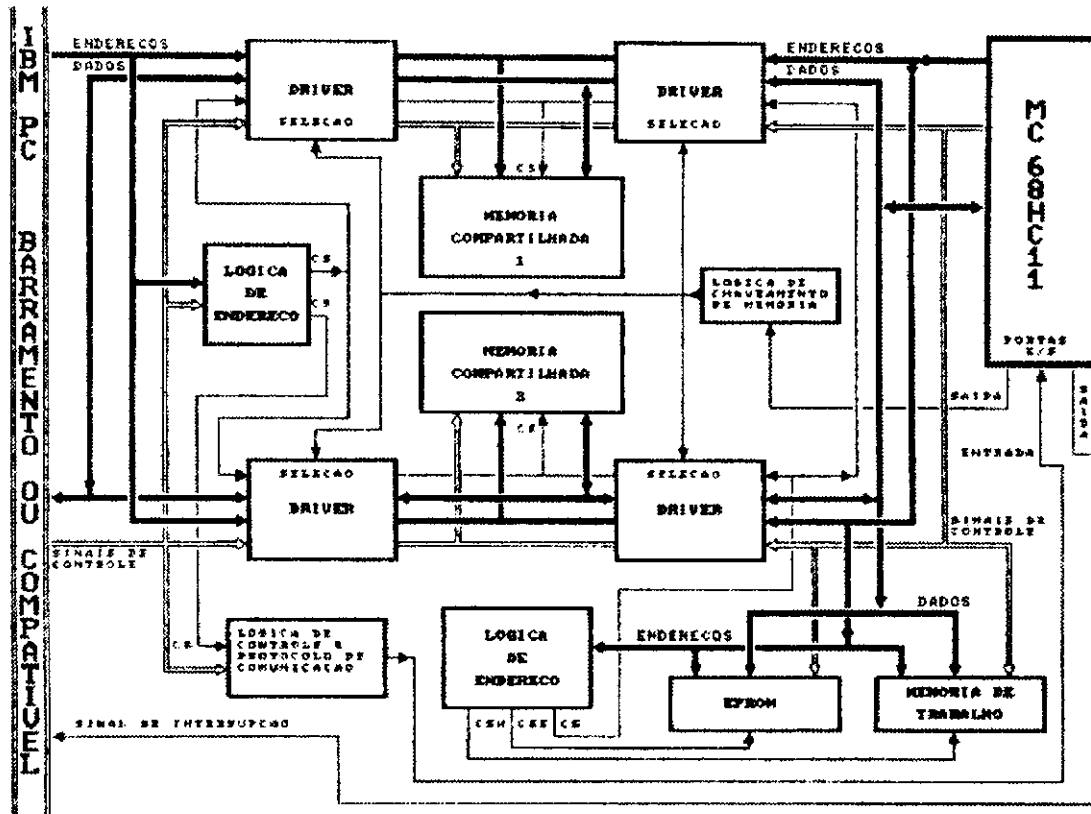 IBM PC BARRAMENTO OU COMPATIVEL
ENDERECOS
DADOS
DRIVER
SELECAO
DRIVER
SELECAO
ENDERECOS
DADOS
MC 68HC11
PORTAS
E/S
CS
MEMORIA
COMPARTILHADA
1
LOGICA
DE
ENDERECO
CS
CS
LOGICA DE
CHAVEAMENTO
DE MEMORIA
MEMORIA
COMPARTILHADA
2
CS
SAIDA
SAIDA
ENTRADA
SELECAO
DRIVER
SELECAO
DRIVER
SINAIS DE
CONTROLE
SINAIS DE
CONTROLE
CS
LOGICA DE
CONTROLE E
PROTOCOLO DE
COMUNICACAO
LOGICA
DE
ENDERECO
ENDERECOS
DADOS
EPROM
MEMORIA DE
TRABALHO
CSM CSE CS
SINAL DE INTERRUPCAO